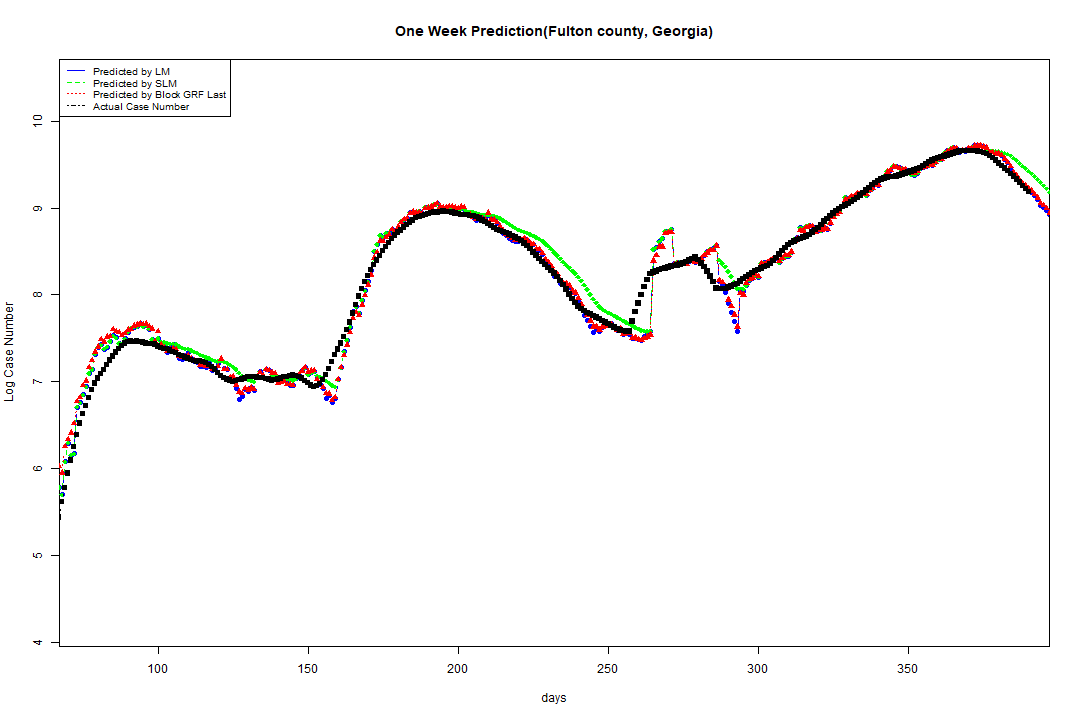 One Week Prediction(Fulton county, Georgia)
Predicted by LM
Predicted by SLM
Predicted by Block GRF Last
Actual Case Number
10
9
8
7
6
5
4
Log Case Number
100 150 200 250 300 350
days